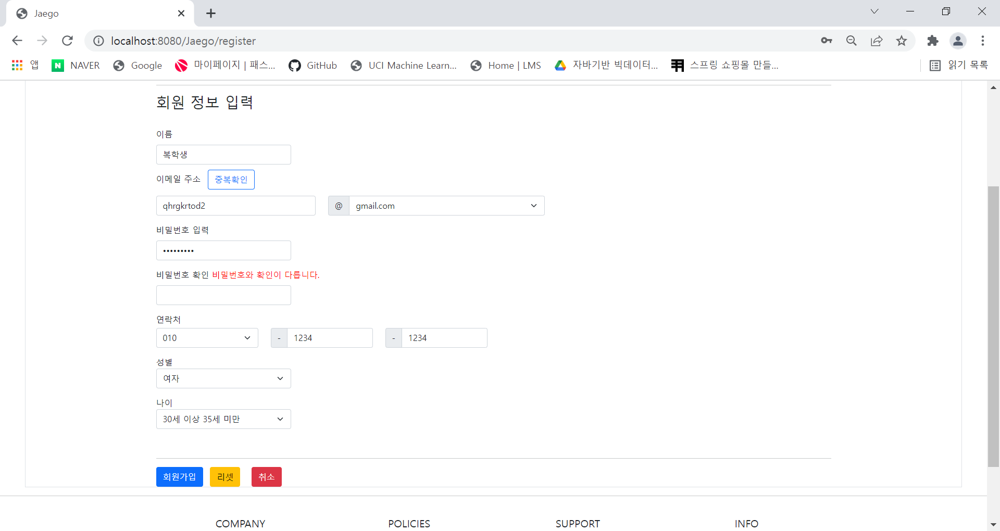 Jaego
localhost:8080/Jaego/register
앱 NAVER Google 마이페이지 | 패스... GitHub UCI Machine Learn... Home | LMS 자바기반 빅데이터... 스프링 쇼핑몰 만들... 읽기 목록
회원 정보 입력
이름
복학생
이메일 주소 중복확인
qhrgkrtod2 @ gmail.com
비밀번호 입력
•••••••••
비밀번호 확인 비밀번호와 확인이 다릅니다.
연락처
010 - 1234 - 1234
성별
여자
나이
30세 이상 35세 미만
회원가입 리셋 취소
COMPANY POLICIES SUPPORT INFO